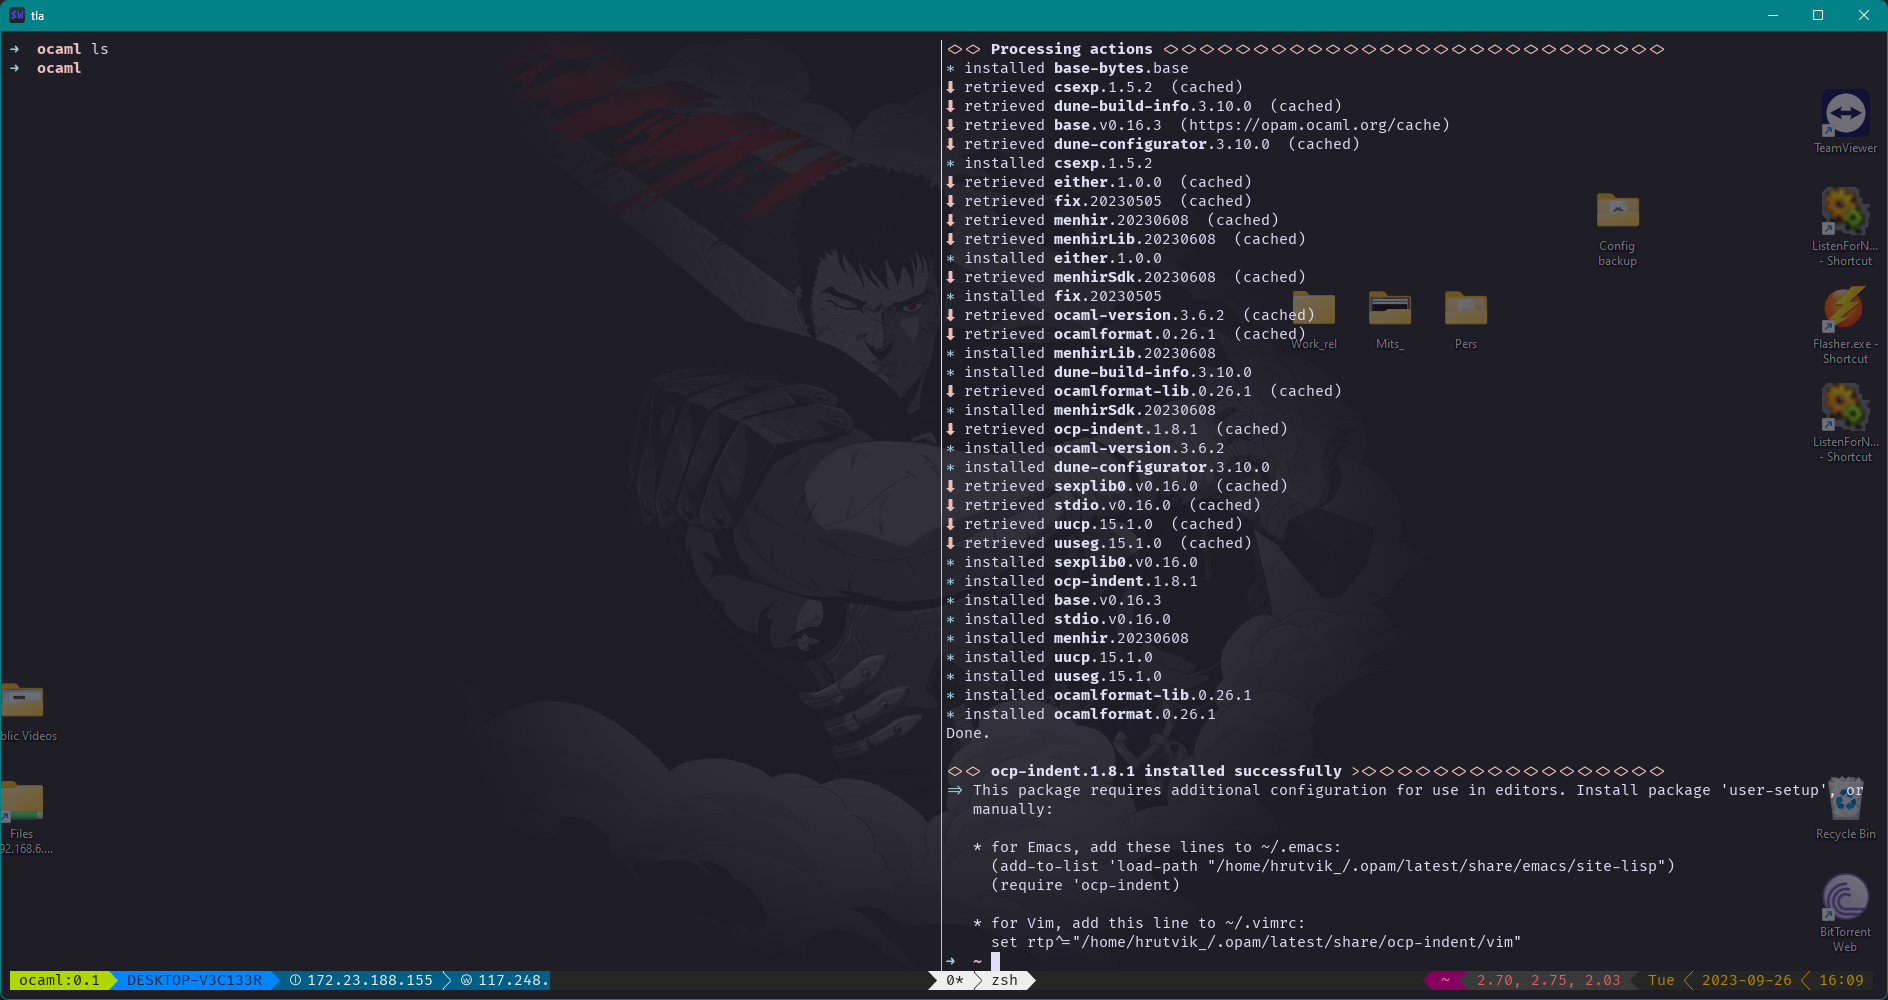 tla
→ ocaml ls
→ ocaml
<><> Processing actions <><><><><><><><><><><><><><><><><><><><><><><><><><><><>
* installed base-bytes.base
⬇ retrieved csexp.1.5.2  (cached)
⬇ retrieved dune-build-info.3.10.0  (cached)
⬇ retrieved base.v0.16.3  (https://opam.ocaml.org/cache)
⬇ retrieved dune-configurator.3.10.0  (cached)
* installed csexp.1.5.2
⬇ retrieved either.1.0.0  (cached)
⬇ retrieved fix.20230505  (cached)
⬇ retrieved menhir.20230608  (cached)
⬇ retrieved menhirLib.20230608  (cached)
* installed either.1.0.0
⬇ retrieved menhirSdk.20230608  (cached)
* installed fix.20230505
⬇ retrieved ocaml-version.3.6.2  (cached)
⬇ retrieved ocamlformat.0.26.1  (cached)
* installed menhirLib.20230608
* installed dune-build-info.3.10.0
⬇ retrieved ocamlformat-lib.0.26.1  (cached)
* installed menhirSdk.20230608
⬇ retrieved ocp-indent.1.8.1  (cached)
* installed ocaml-version.3.6.2
* installed dune-configurator.3.10.0
⬇ retrieved sexplib0.v0.16.0  (cached)
⬇ retrieved stdio.v0.16.0  (cached)
⬇ retrieved uucp.15.1.0  (cached)
⬇ retrieved uuseg.15.1.0  (cached)
* installed sexplib0.v0.16.0
* installed ocp-indent.1.8.1
* installed base.v0.16.3
* installed stdio.v0.16.0
* installed menhir.20230608
* installed uucp.15.1.0
* installed uuseg.15.1.0
* installed ocamlformat-lib.0.26.1
* installed ocamlformat.0.26.1
Done.
<><> ocp-indent.1.8.1 installed successfully ><><><><><><><><><><><><><><><><><>
=> This package requires additional configuration for use in editors. Install package 'user-setup', or
manually:
* for Emacs, add these lines to ~/.emacs:
(add-to-list 'load-path "/home/hrutvik_/.opam/latest/share/emacs/site-lisp")
(require 'ocp-indent)
* for Vim, add this line to ~/.vimrc:
set rtp^="/home/hrutvik_/.opam/latest/share/ocp-indent/vim"
→ ~
TeamViewer
Config
backup
ListenForN...
- Shortcut
Work_rel
Mits_
Pers
Flasher.exe -
Shortcut
ListenForN...
- Shortcut
blic Videos
Files
92.168.6....
Recycle Bin
BitTorrent
Web
ocaml:0.1 DESKTOP-V3C133R ⓛ 172.23.188.155 ⓦ 117.248. 0* zsh ~ 2.70, 2.75, 2.03 Tue 2023-09-26 16:09